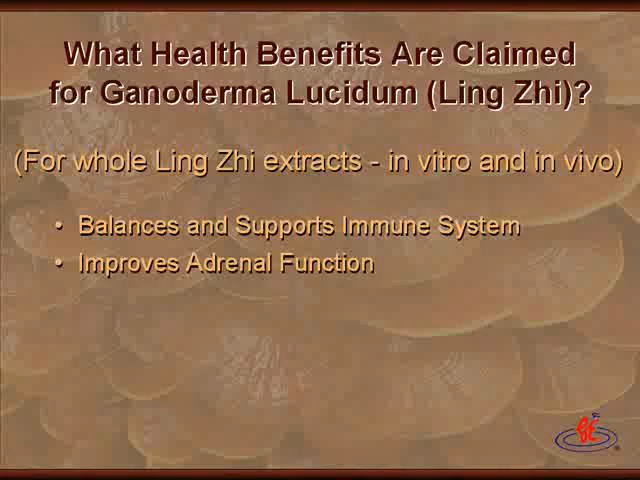 What Health Benefits Are Claimed
for Ganoderma Lucidum (Ling Zhi)?
(For whole Ling Zhi extracts - in vitro and in vivo)
• Balances and Supports Immune System
• Improves Adrenal Function